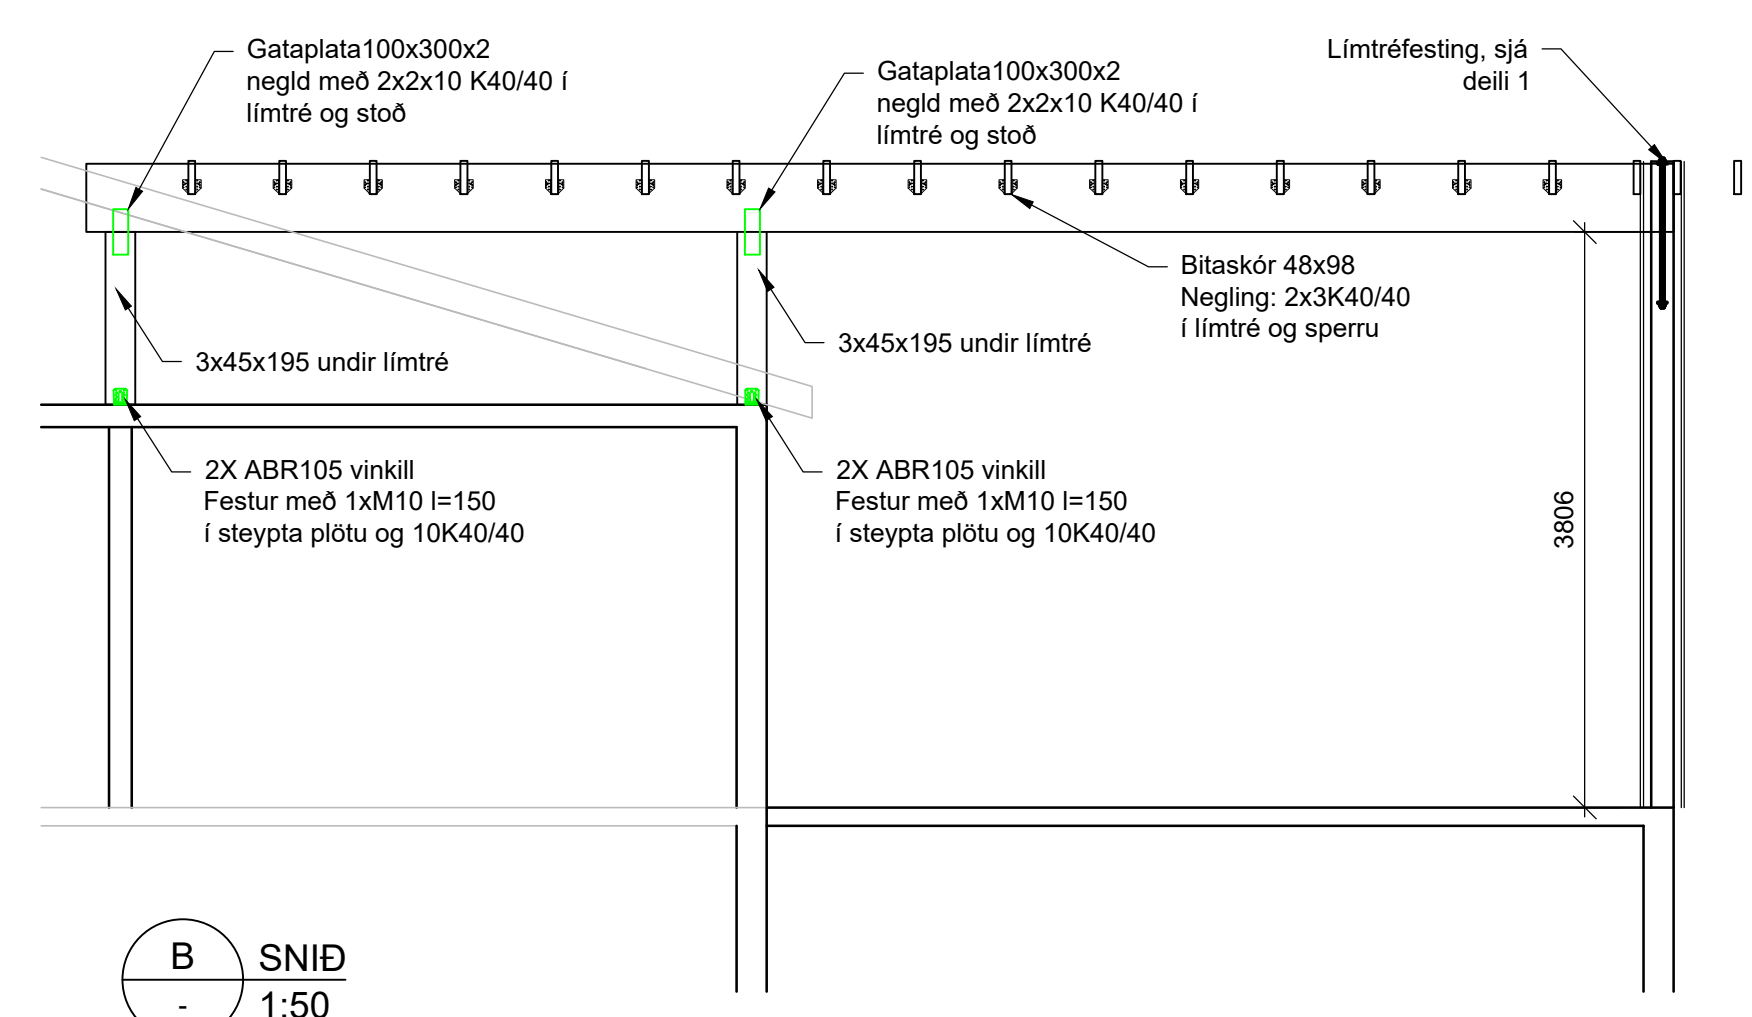 Gataplata100x300x2
negld með 2x2x10 K40/40 í
límtré og stoð
Gataplata100x300x2
negld með 2x2x10 K40/40 í
límtré og stoð
Límtréfesting, sjá
deili 1
Bitaskór 48x98
Negling: 2x3K40/40
í límtré og sperru
3x45x195 undir límtré
3x45x195 undir límtré
2X ABR105 vinkill
Festur með 1xM10 l=150
í steypta plötu og 10K40/40
2X ABR105 vinkill
Festur með 1xM10 l=150
í steypta plötu og 10K40/40
3806
B
SNIÐ
-
1:50